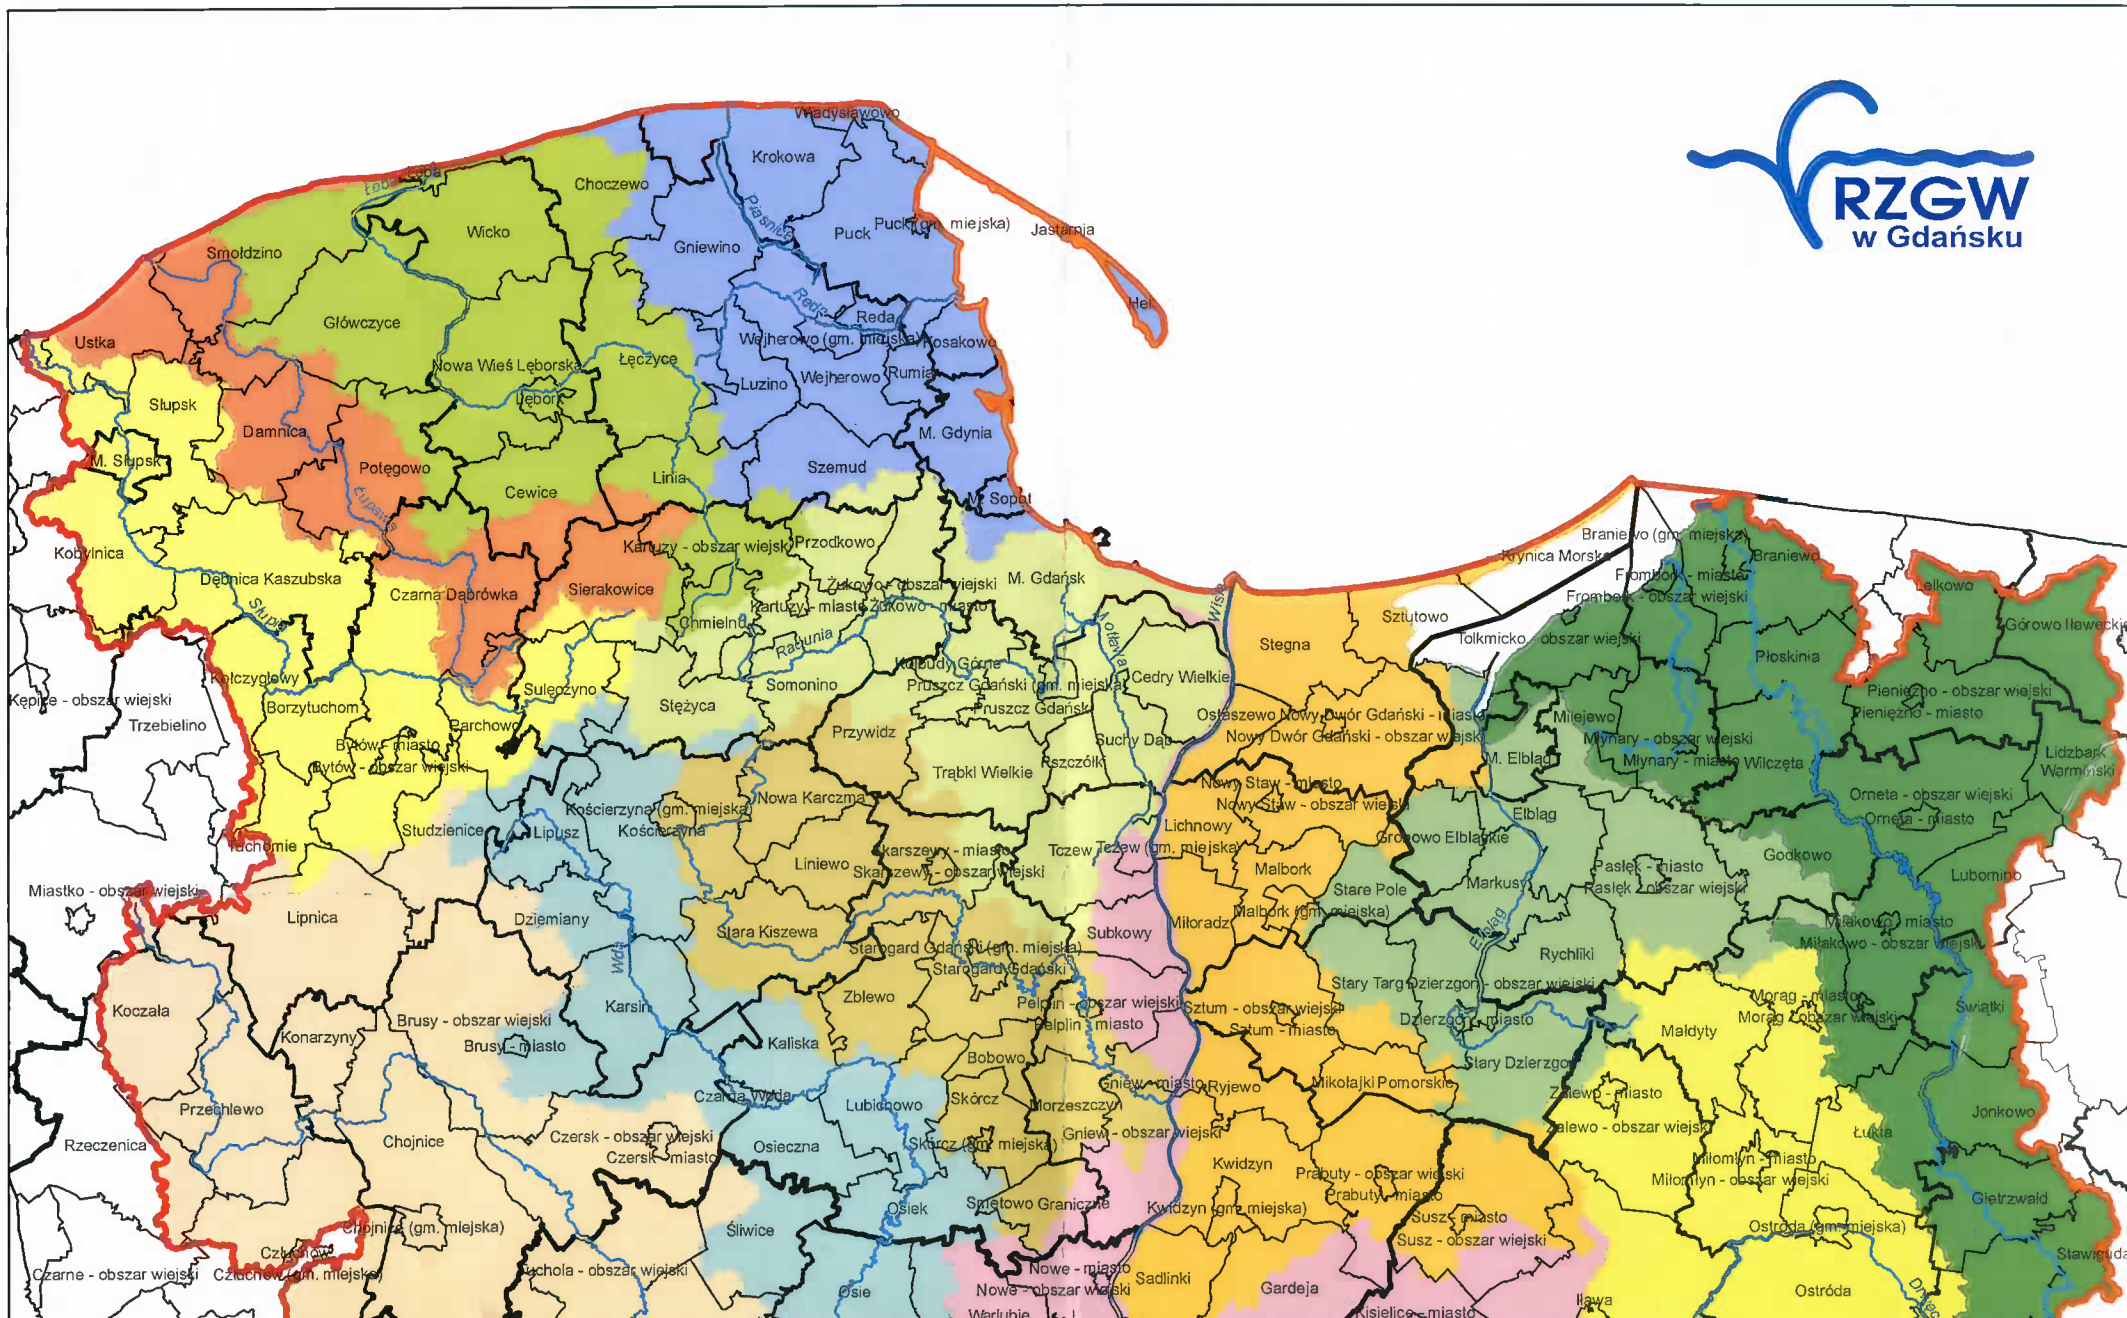 Władysławowo
Krokowa
RZGW
w Gdańsku
Łeba
Łeba
Choczewo
Wicko
Piaśnica
Puck
Puck (gm. miejska)
Jastarnia
Smołdzino
Gniewino
Hel
Reda
Reda
Główczyce
Ustka
Wejherowo (gm. miejska)
Kosakowo
Nowa Wieś Lęborska
Łęczyce
Luzino
Wejherowo
Rumia
Lębork
Słupsk
Damnica
M. Gdynia
M. Słupsk
Potęgowo
Szemud
Linia
Cewice
M. Sopot
Łupawa
Kobylnica
Kartuzy - obszar wiejski
Przodkowo
Braniewo (gm. miejska)
Krynica Morska
Braniewo
Dębnica Kaszubska
Czarna Dąbrówka
Sierakowice
Żukowo - obszar wiejski
M. Gdańsk
Frombork - miasto
Frombork - obszar wiejski
Lelkowo
Słupia
Kartuzy - miasto
Żukowo - miasto
Wisła
Chmielno
Radunia
Motława
Stegna
Sztutowo
Tolkmicko - obszar wiejski
Górowo Iławeckie
Płoskinia
Kolbudy Górne
Kołczygłowy
Sulęczyno
Somonino
Pruszcz Gdański (gm. miejska)
Cedry Wielkie
Pieniężno - obszar wiejski
Kępice - obszar wiejski
Trzebielino
Borzytuchom
Parchowo
Stężyca
Pruszcz Gdański
Ostaszewo
Nowy Dwór Gdański - miasto
Milejewo
Pieniężno - miasto
Bytów - miasto
Przywidz
Suchy Dąb
Nowy Dwór Gdański - obszar wiejski
Młynary - obszar wiejski
Bytów - obszar wiejski
Trąbki Wielkie
Pszczółki
M. Elbląg
Młynary - miasto
Wilczęta
Lidzbark
Warmiński
Nowy Staw - miasto
Nowa Karczma
Kościerzyna (gm. miejska)
Nowy Staw - obszar wiejski
Orneta - obszar wiejski
Studzienice
Lipusz
Kościerzyna
Lichnowy
Elbląg
Orneta - miasto
Tuchomie
Gronowo Elbląskie
Skarszewy - miasto
Tczew
Tczew (gm. miejska)
Liniewo
Skarszewy - obszar wiejski
Malbork
Pasłęk - miasto
Godkowo
Miastko - obszar wiejski
Stare Pole
Markusy
Pasłęk - obszar wiejski
Lubomino
Lipnica
Dziemiany
Malbork (gm. miejska)
Miłoradz
Miłakowo - miasto
Stara Kiszewa
Subkowy
Elbląg
Miłakowo - obszar wiejski
Starogard Gdański (gm. miejska)
Wda
Rychliki
Starogard Gdański
Stary Targ
Dzierzgoń - obszar wiejski
Zblewo
Pelplin - obszar wiejski
Sztum - obszar wiejski
Morąg - miasto
Świątki
Koczała
Karsin
Brusy - obszar wiejski
Pelplin - miasto
Sztum - miasto
Dzierzgoń - miasto
Małdyty
Morąg - obszar wiejski
Konarzyny
Brusy - miasto
Kaliska
Bobowo
Stary Dzierzgoń
Gniew - miasto
Ryjewo
Mikołajki Pomorskie
Zalewo - miasto
Czarna Woda
Lubichowo
Skórcz
Morzeszczyn
Przechlewo
Jonkowo
Zalewo - obszar wiejski
Łukta
Rzeczenica
Chojnice
Czersk - obszar wiejski
Osieczna
Skórcz (gm. miejska)
Gniew - obszar wiejski
Czersk - miasto
Kwidzyn
Prabuty - obszar wiejski
Miłomłyn - miasto
Miłomłyn - obszar wiejski
Prabuty - miasto
Gietrzwałd
Smętowo Graniczne
Osiek
Kwidzyn (gm. miejska)
Susz - miasto
Chojnice (gm. miejska)
Śliwice
Susz - obszar wiejski
Ostróda (gm. miejska)
Człuchów
Stawiguda
Czarne - obszar wiejski
Człuchów (gm. miejska)
Tuchola - obszar wiejski
Nowe - miasto
Sadlinki
Nowe - obszar wiejski
Gardeja
Osie
Ostróda
Drwęca
Iława
Warlubie
Kisielice - miasto